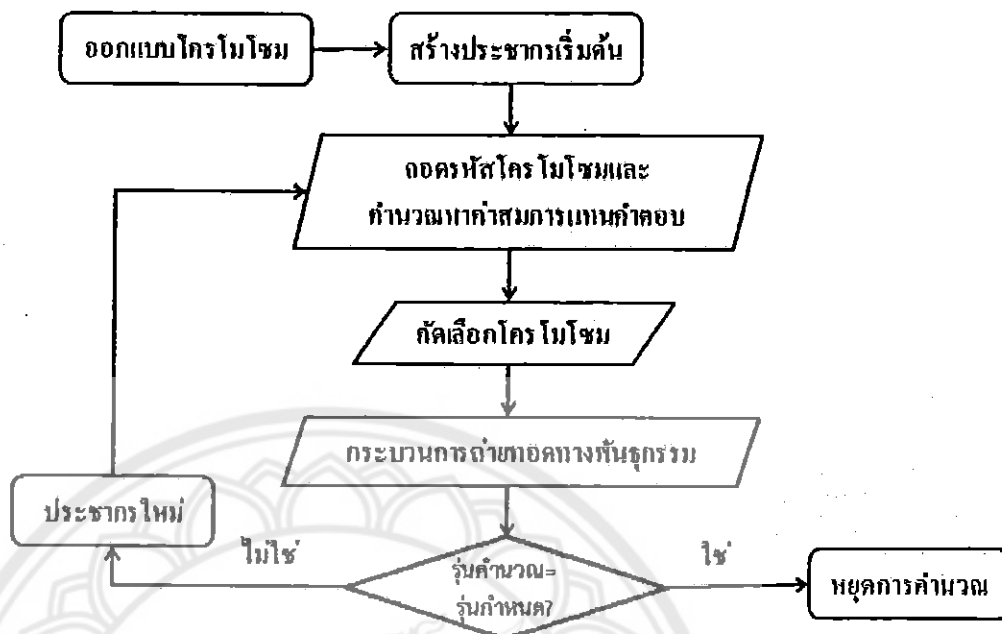 ออกแบบโครโมโซม
สร้างประชากรเริ่มต้น
ถอดรหัสโครโมโซมและ
คำนวณหาค่าสมการแทนคำตอบ
คัดเลือกโครโมโซม
กระบวนการถ่ายทอดทางพันธุกรรม
ประชากรใหม่
ไม่ใช่
รุ่นคำนวณ=
รุ่นกำหนด?
ใช่
หยุดการคำนวณ